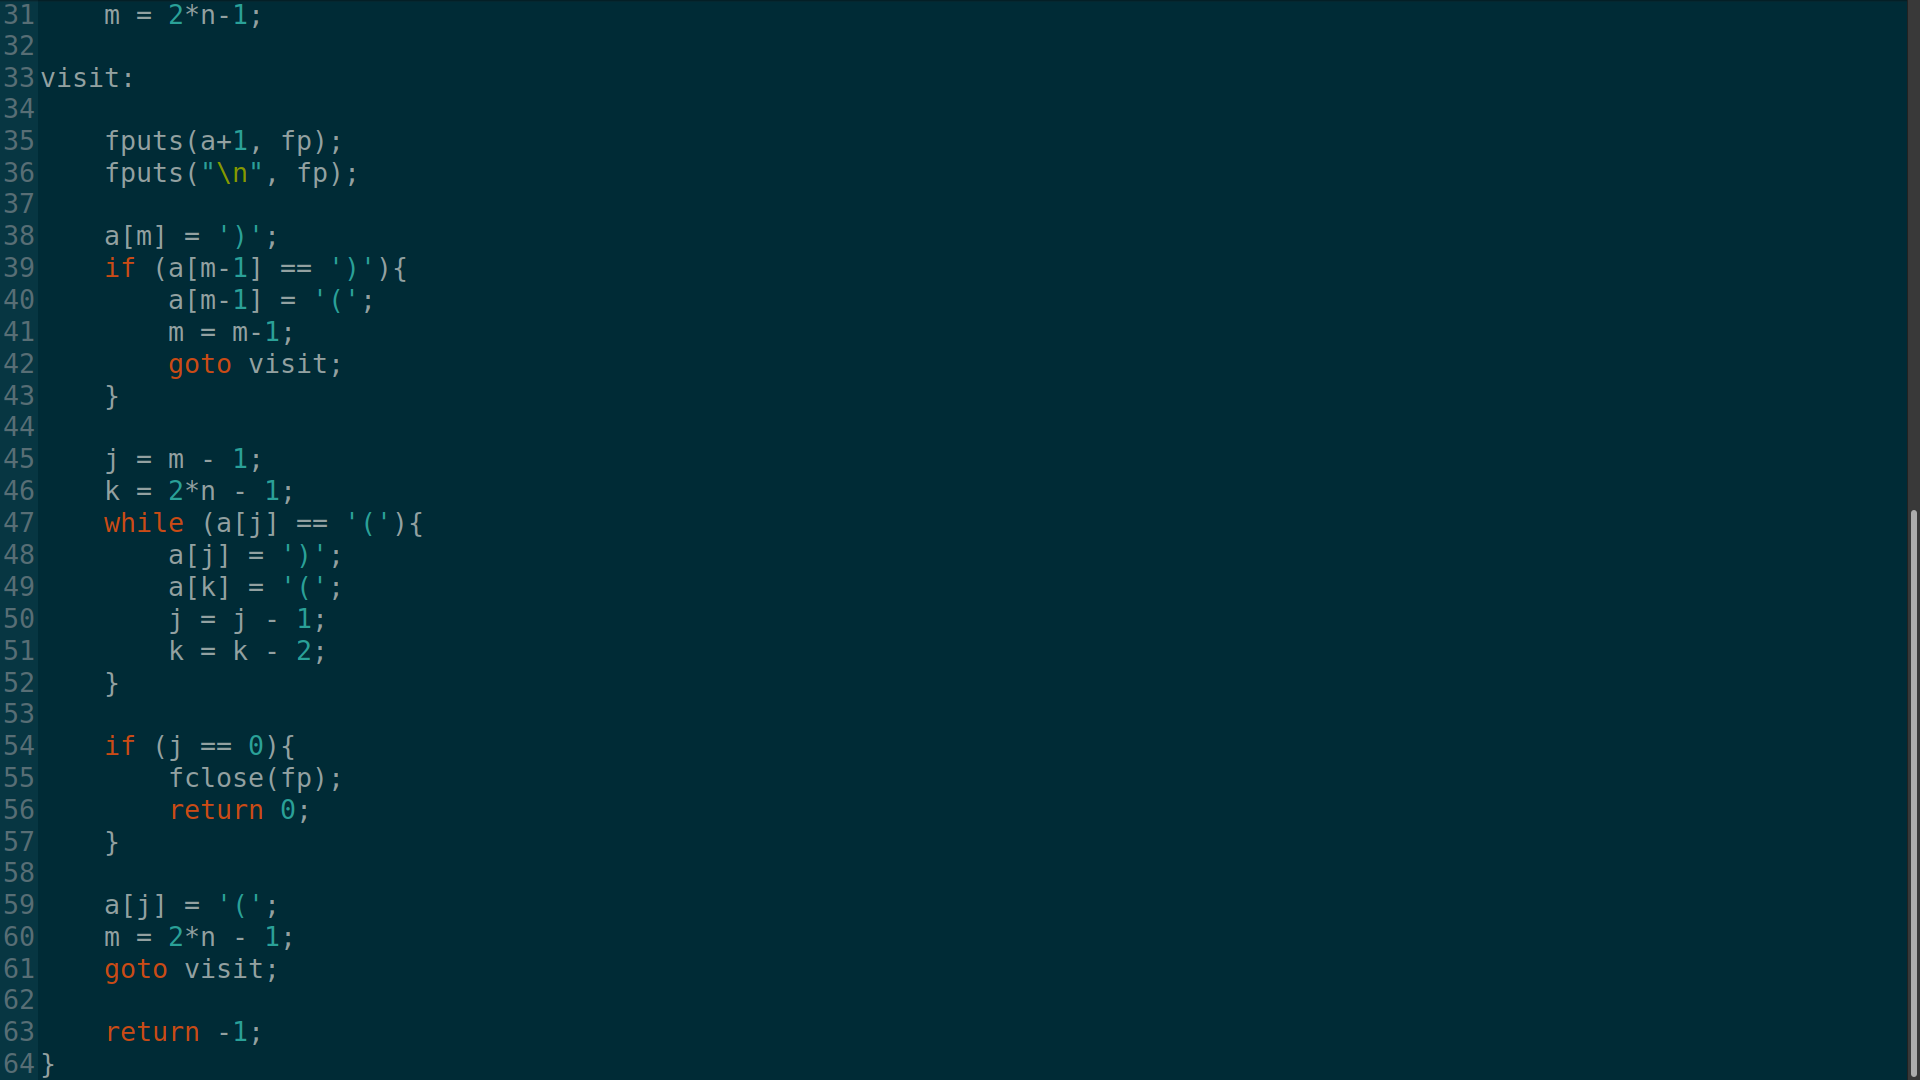 31    m = 2*n-1;
32
33visit:
34
35    fputs(a+1, fp);
36    fputs("\n", fp);
37
38    a[m] = ')';
39    if (a[m-1] == ')'){
40        a[m-1] = '(';
41        m = m-1;
42        goto visit;
43    }
44
45    j = m - 1;
46    k = 2*n - 1;
47    while (a[j] == '('){
48        a[j] = ')';
49        a[k] = '(';
50        j = j - 1;
51        k = k - 2;
52    }
53
54    if (j == 0){
55        fclose(fp);
56        return 0;
57    }
58
59    a[j] = '(';
60    m = 2*n - 1;
61    goto visit;
62
63    return -1;
64}